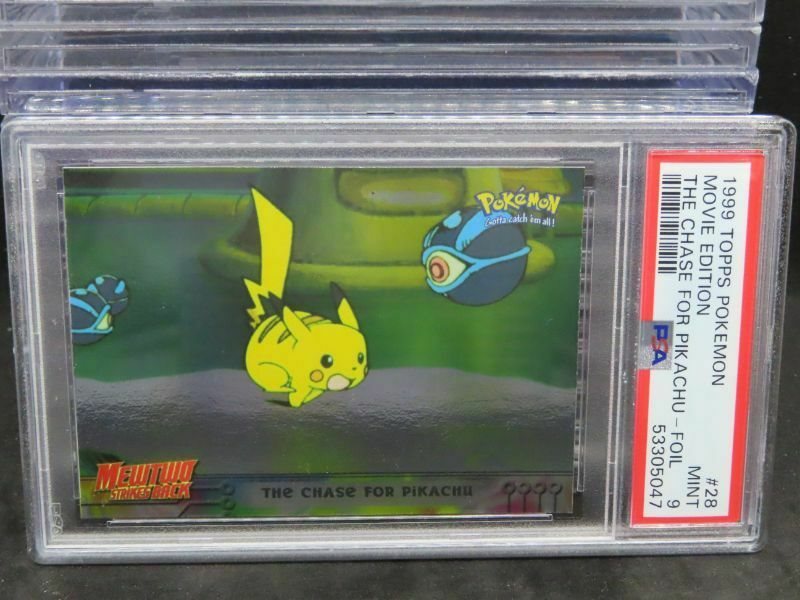 POKéMON
Gotta catch 'em all!
MEWTWO
STRIKES BACK
THE CHASE FOR PIKACHU
1999 TOPPS POKEMON #28
MOVIE EDITION MINT
THE CHASE FOR PIKACHU - FOIL 9
PSA 53305047